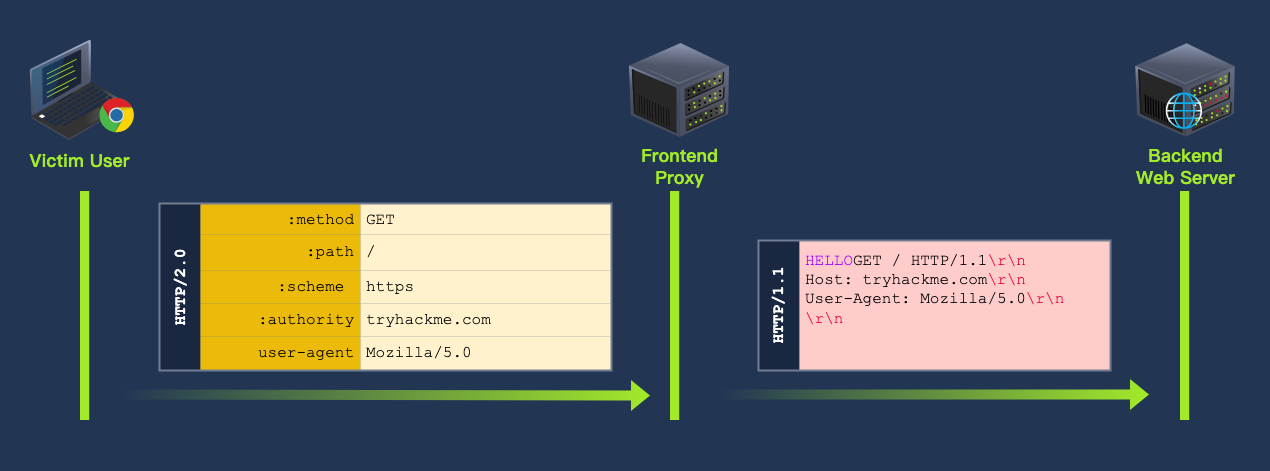 Victim User
Frontend
Proxy
Backend
Web Server
HTTP/2.0
:method GET
:path /
:scheme https
:authority tryhackme.com
user-agent Mozilla/5.0
HTTP/1.1
HELLOGET / HTTP/1.1\r\n
Host: tryhackme.com\r\n
User-Agent: Mozilla/5.0\r\n
\r\n